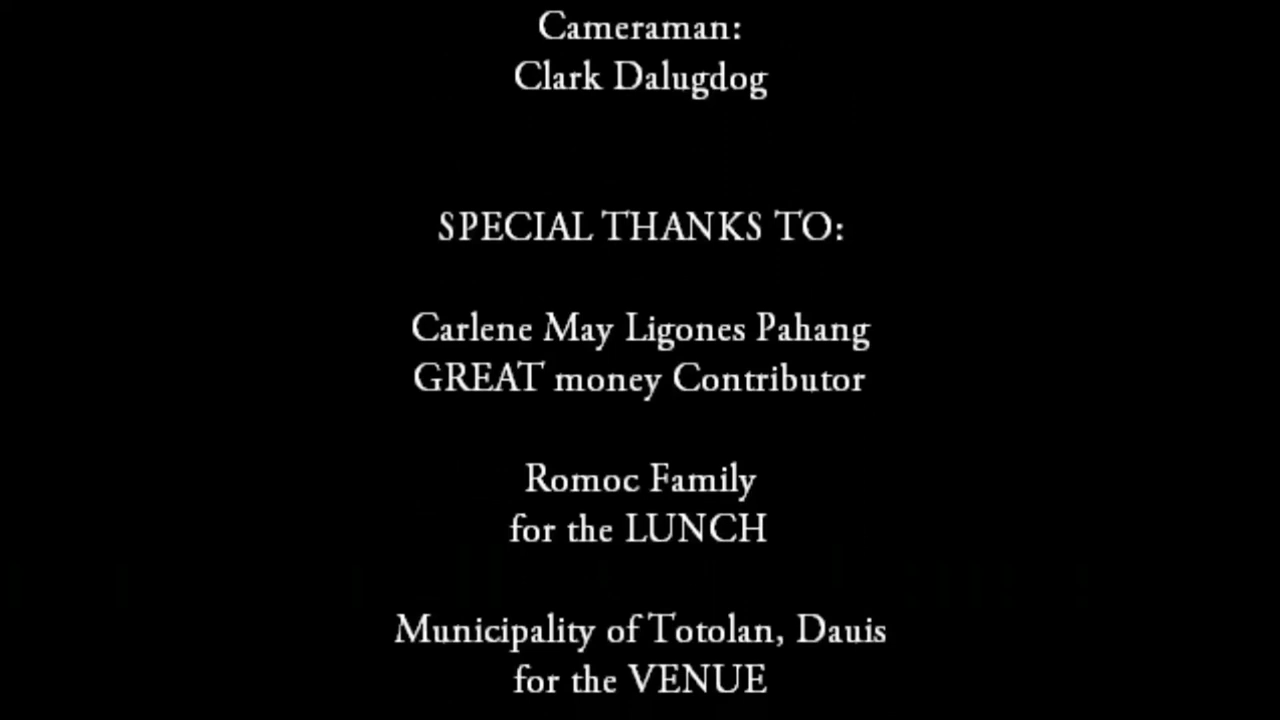 Cameraman:
Clark Dalugdog
SPECIAL THANKS TO:
Carlene May Ligones Pahang
GREAT money Contributor
Romoc Family
for the LUNCH
Municipality of Totolan, Dauis
for the VENUE